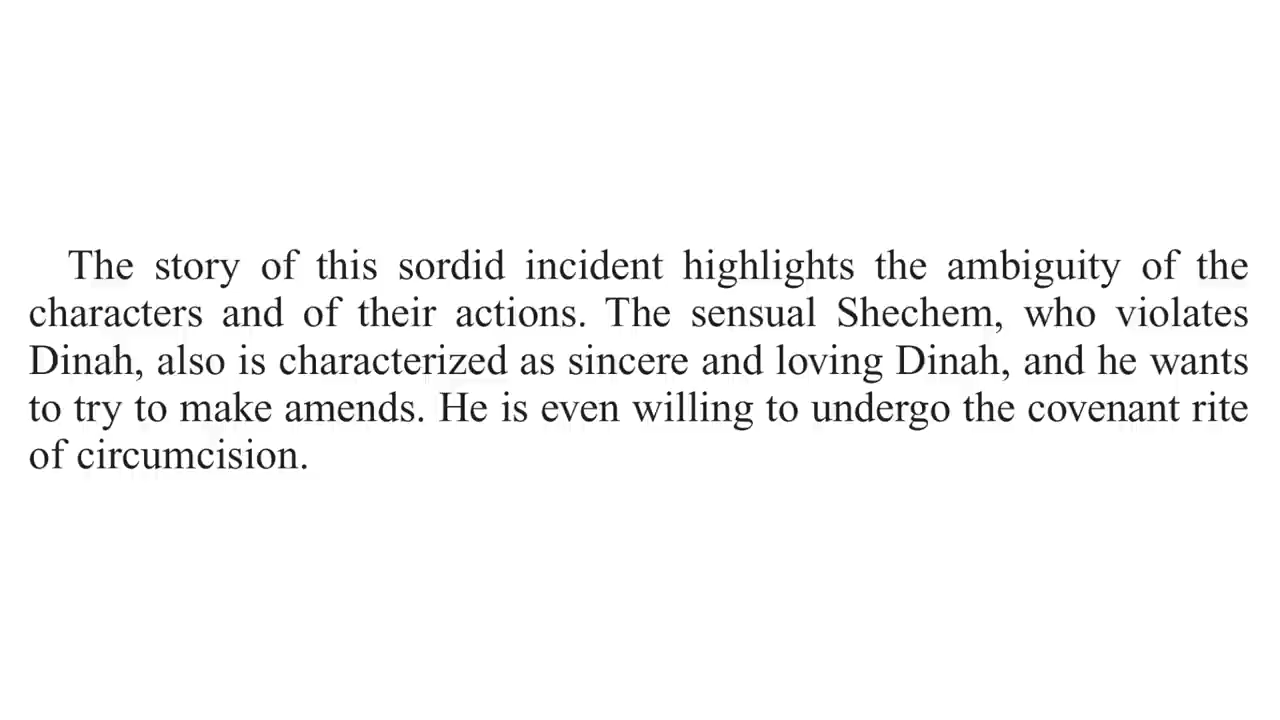 The story of this sordid incident highlights the ambiguity of the
characters and of their actions. The sensual Shechem, who violates
Dinah, also is characterized as sincere and loving Dinah, and he wants
to try to make amends. He is even willing to undergo the covenant rite
of circumcision.